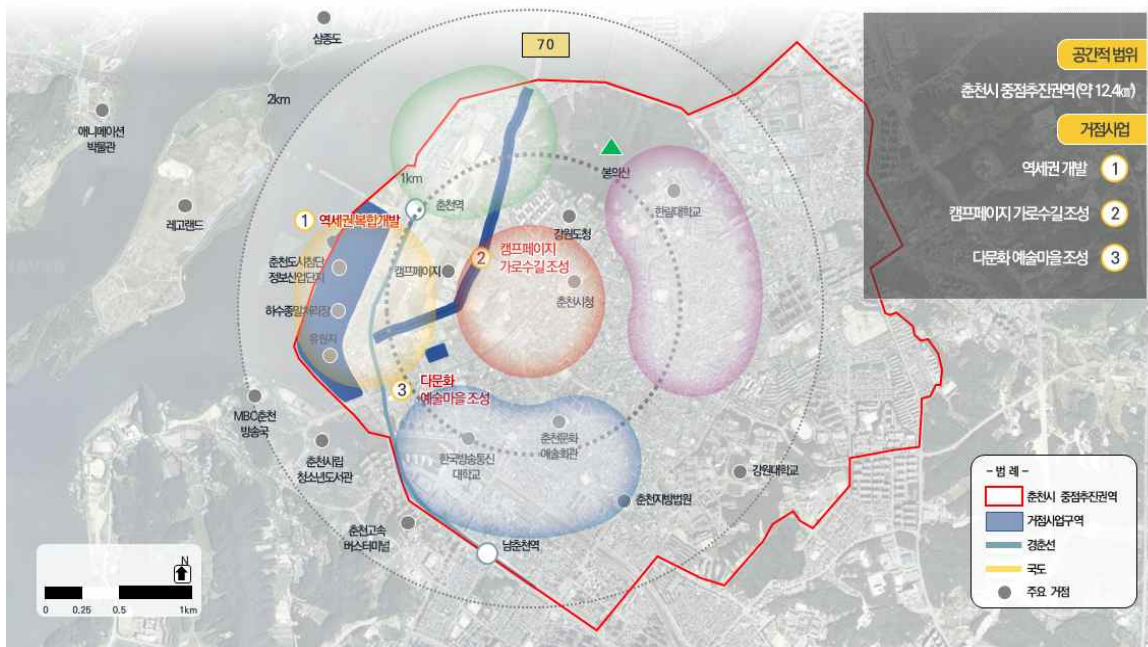 삼종도
70
2km
애니메이션
박물관
봉의산
1km
춘천역
한림대학교
레고랜드
1 역세권 복합개발
강원도청
춘천도시첨단
정보산업단지
캠프페이지
2
캠프페이지
가로수길 조성
춘천시청
하수종말처리장
유원지
3
다문화
예술마을 조성
MBC춘천
방송국
춘천시립
청소년도서관
한국방송통신
대학교
춘천문화
예술회관
강원대학교
춘천지방법원
춘천고속
버스터미널
남춘천역
N
0 0.25 0.5 1km
공간적 범위
춘천시 중점추진권역(약 12.4㎢)
거점사업
역세권 개발 1
캠프페이지 가로수길 조성 2
다문화 예술마을 조성 3
- 범 례 -
춘천시 중점추진권역
거점사업구역
경춘선
국도
주요 거점